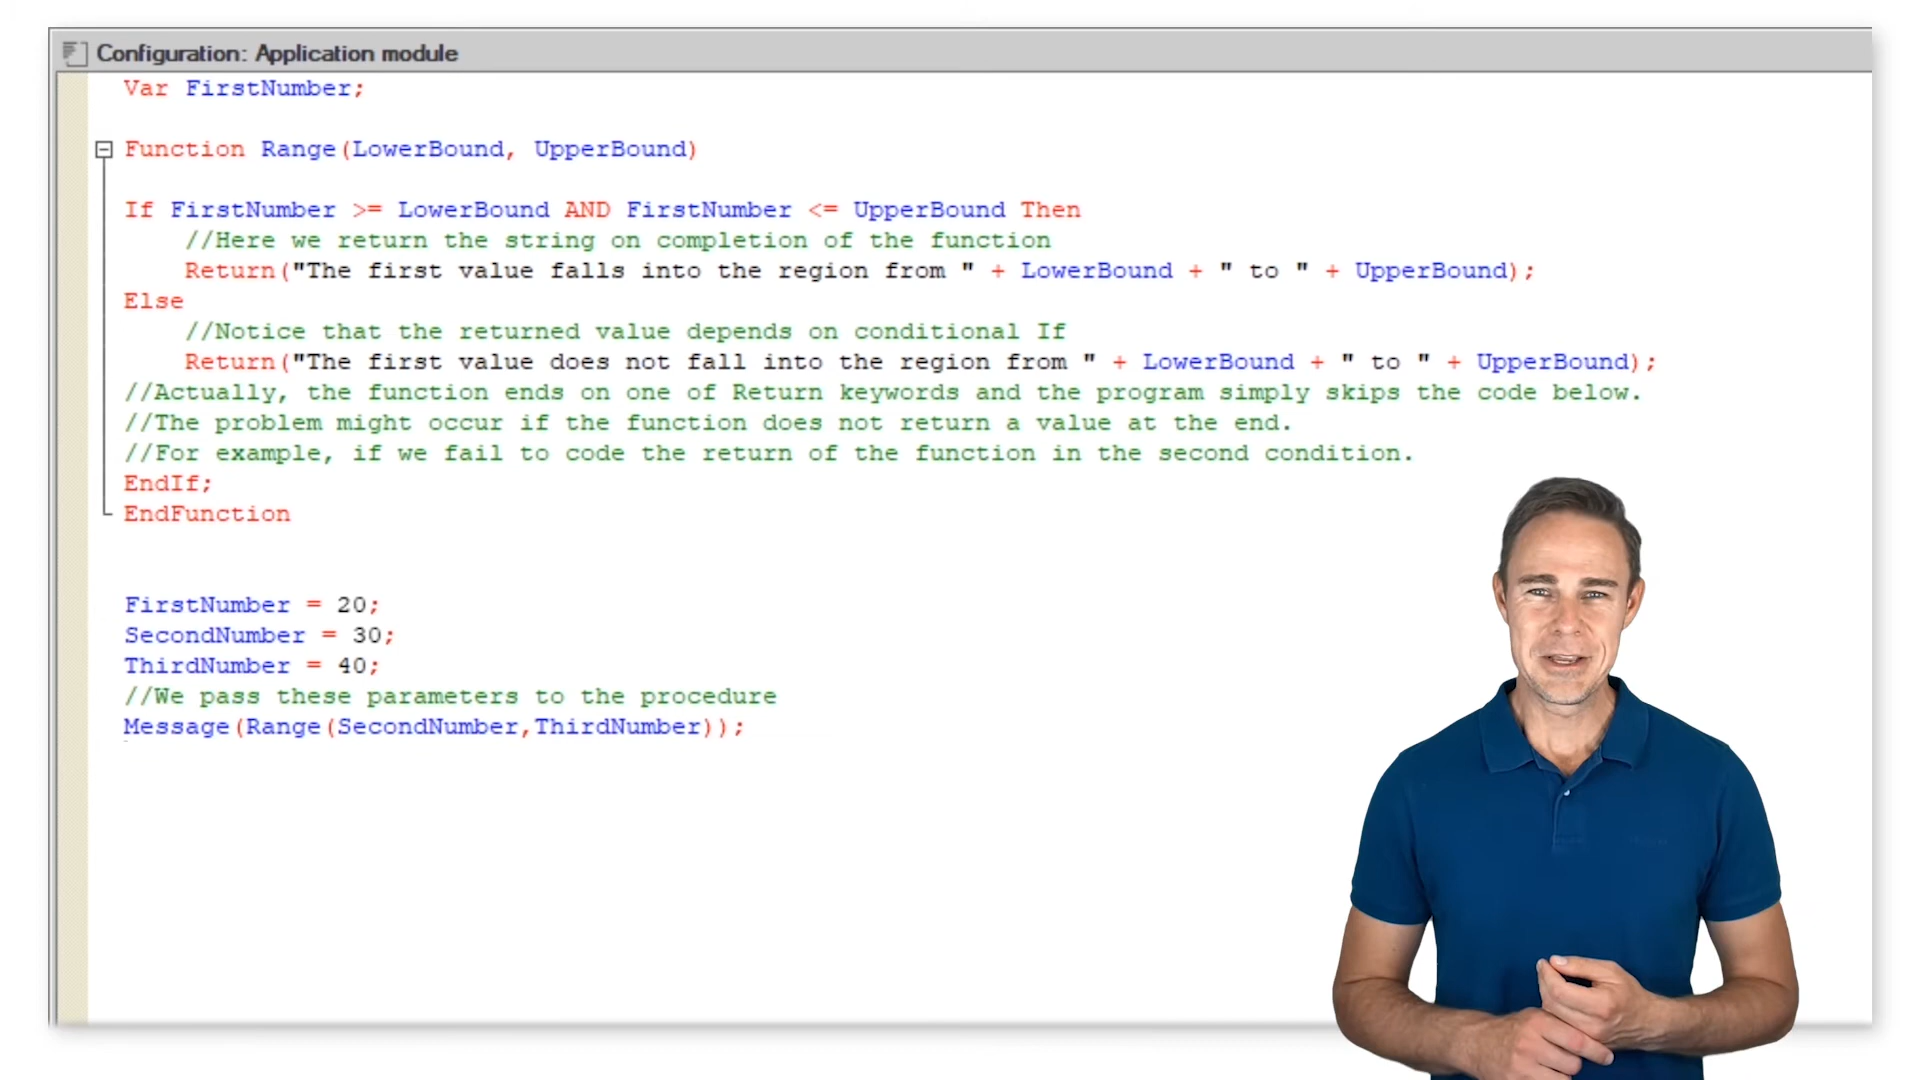 Configuration: Application module
Var FirstNumber;
Function Range(LowerBound, UpperBound)
If FirstNumber >= LowerBound AND FirstNumber <= UpperBound Then
//Here we return the string on completion of the function
Return("The first value falls into the region from " + LowerBound + " to " + UpperBound);
Else
//Notice that the returned value depends on conditional If
Return("The first value does not fall into the region from " + LowerBound + " to " + UpperBound);
//Actually, the function ends on one of Return keywords and the program simply skips the code below.
//The problem might occur if the function does not return a value at the end.
//For example, if we fail to code the return of the function in the second condition.
EndIf;
EndFunction
FirstNumber = 20;
SecondNumber = 30;
ThirdNumber = 40;
//We pass these parameters to the procedure
Message(Range(SecondNumber,ThirdNumber));